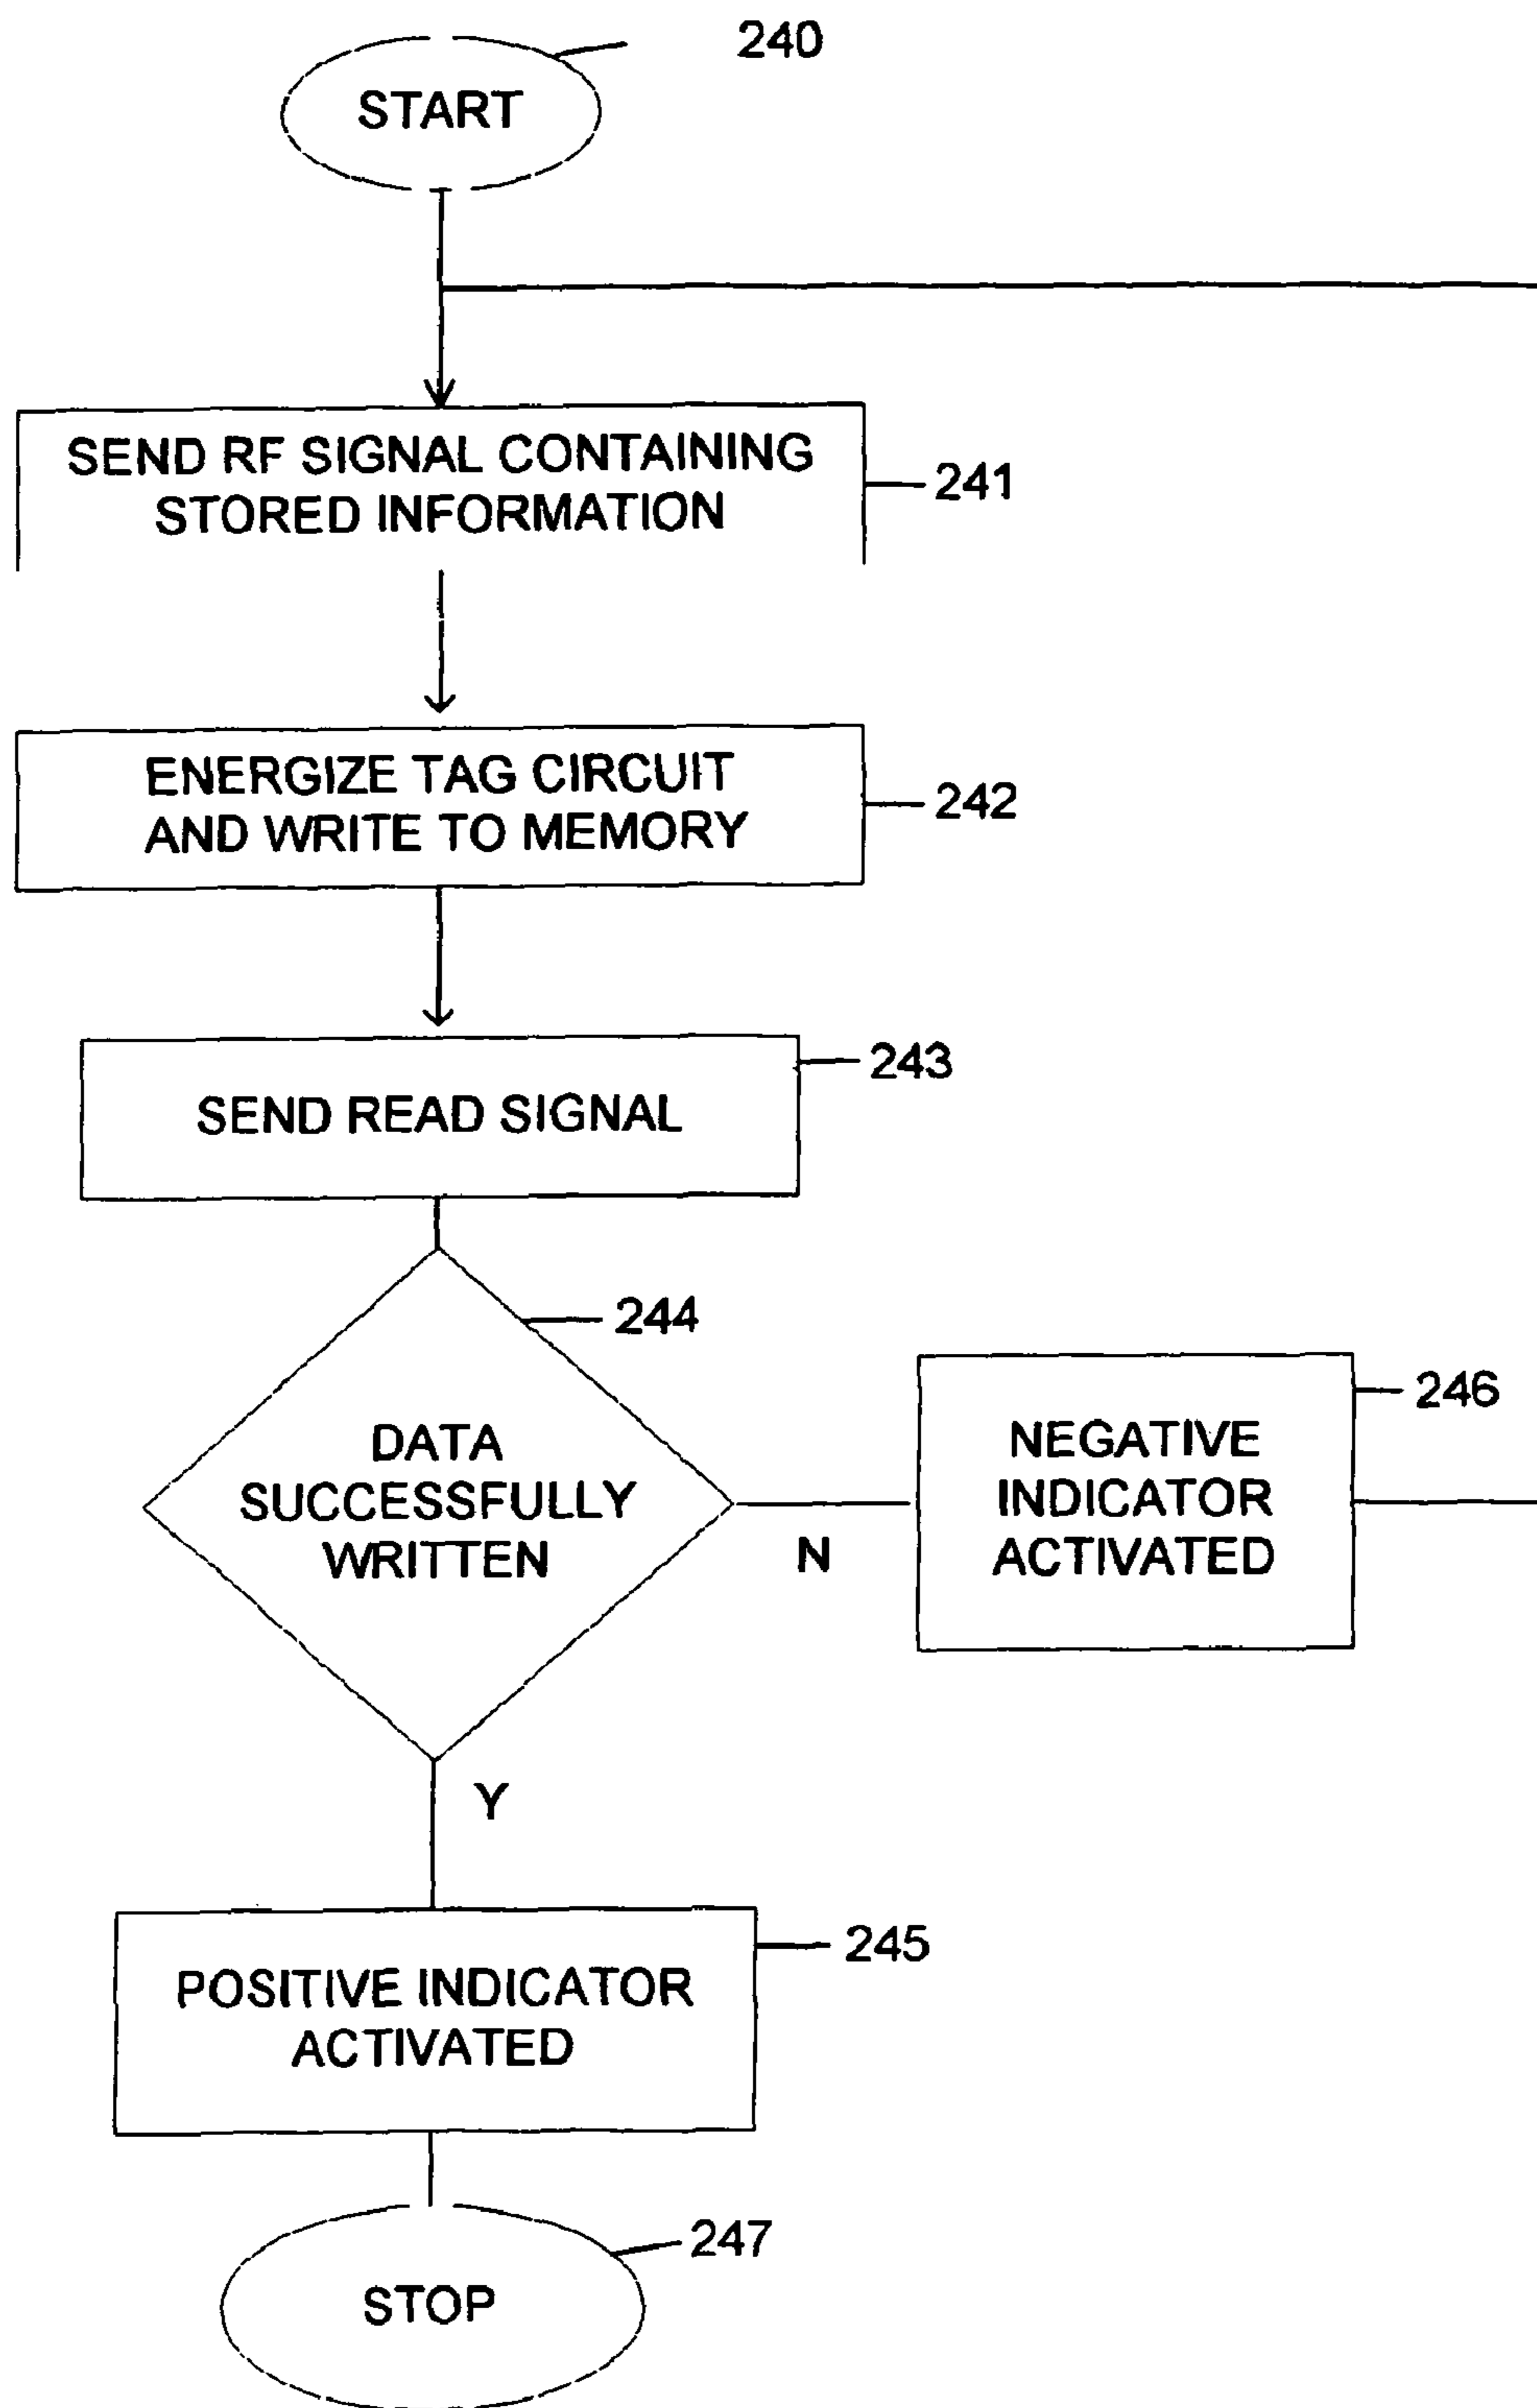 240
START
SEND RF SIGNAL CONTAINING
STORED INFORMATION
241
ENERGIZE TAG CIRCUIT
AND WRITE TO MEMORY
242
243
SEND READ SIGNAL
244
DATA
SUCCESSFULLY
WRITTEN
N
246
NEGATIVE
INDICATOR
ACTIVATED
Y
245
POSITIVE INDICATOR
ACTIVATED
247
STOP